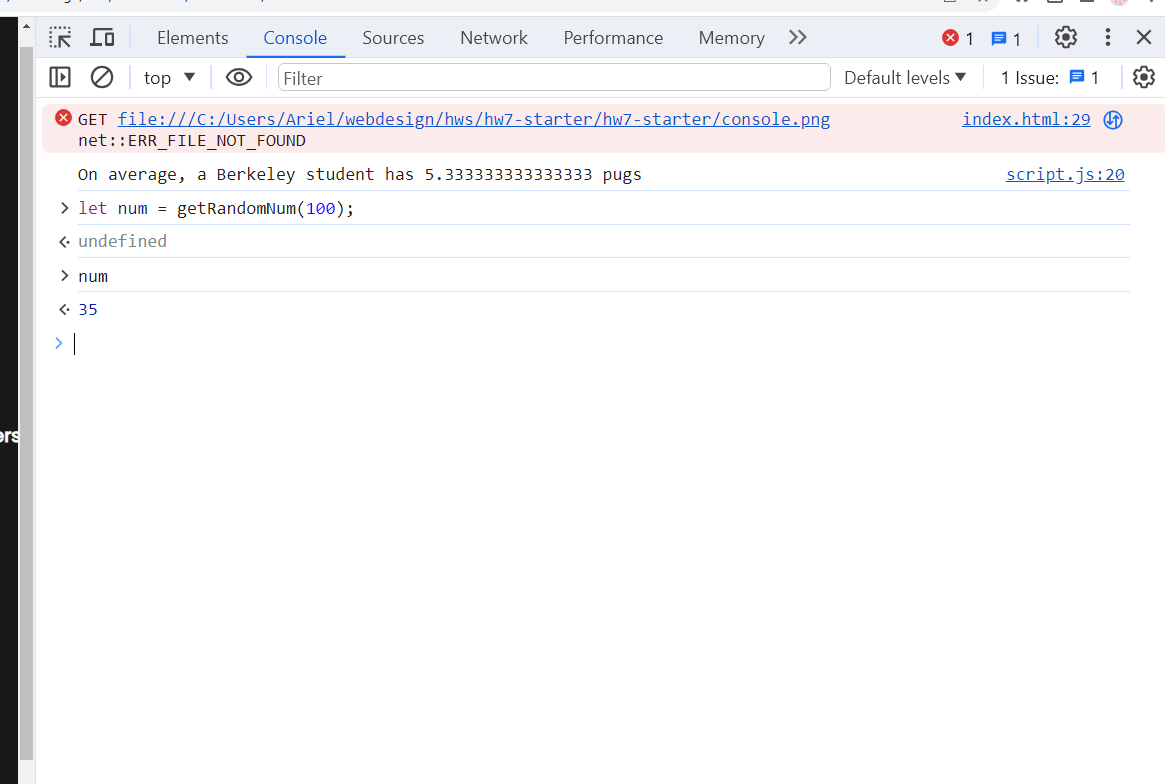 Elements Console Sources Network Performance Memory 1 1
top Filter Default levels 1 Issue: 1
GET file:///C:/Users/Ariel/webdesign/hws/hw7-starter/hw7-starter/console.png index.html:29
net::ERR_FILE_NOT_FOUND
On average, a Berkeley student has 5.333333333333333 pugs script.js:20
let num = getRandomNum(100);
undefined
num
35
ers